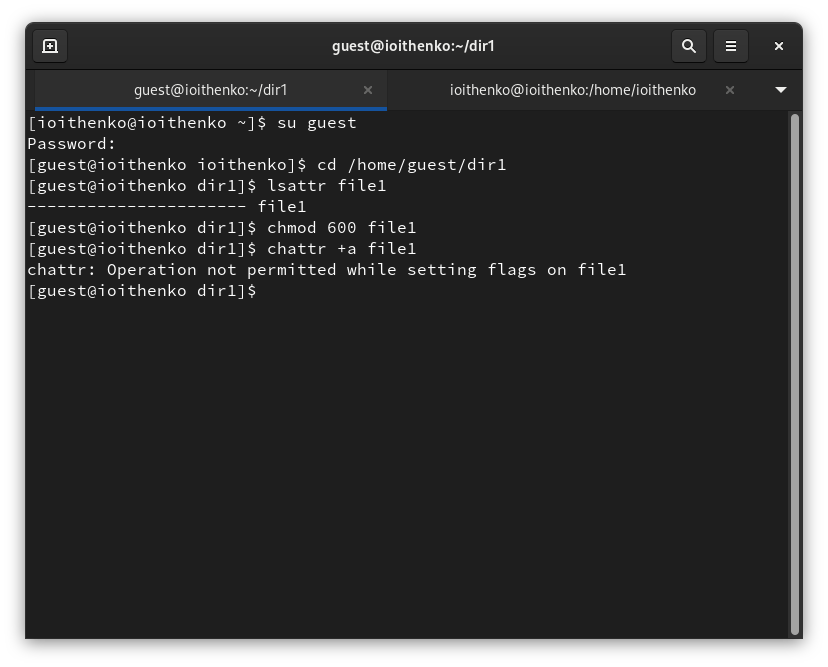 guest@ioithenko:~/dir1
guest@ioithenko:~/dir1
ioithenko@ioithenko:/home/ioithenko
[ioithenko@ioithenko ~]$ su guest
Password:
[guest@ioithenko ioithenko]$ cd /home/guest/dir1
[guest@ioithenko dir1]$ lsattr file1
---------------------- file1
[guest@ioithenko dir1]$ chmod 600 file1
[guest@ioithenko dir1]$ chattr +a file1
chattr: Operation not permitted while setting flags on file1
[guest@ioithenko dir1]$